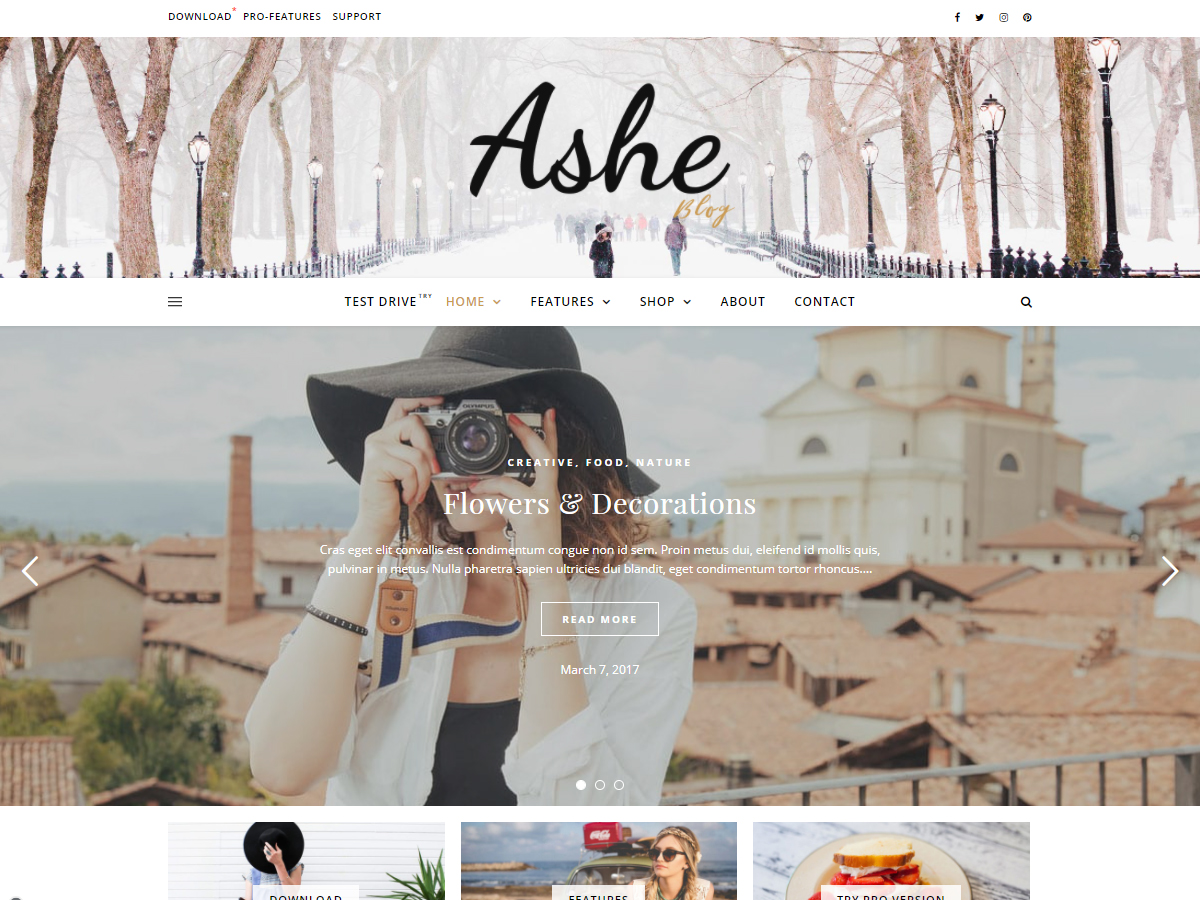 DOWNLOAD* PRO-FEATURES SUPPORT
Ashe
Blog
TEST DRIVE TRY HOME FEATURES SHOP ABOUT CONTACT
OLYMPUS
CREATIVE, FOOD, NATURE
Flowers & Decorations
Cras eget elit convallis est condimentum congue non id sem. Proin metus dui, eleifend id mollis quis,
pulvinar in metus. Nulla pharetra sapien ultricies dui blandit, eget condimentum tortor rhoncus....
READ MORE
March 7, 2017
DOWNLOAD FEATURES TRY PRO VERSION